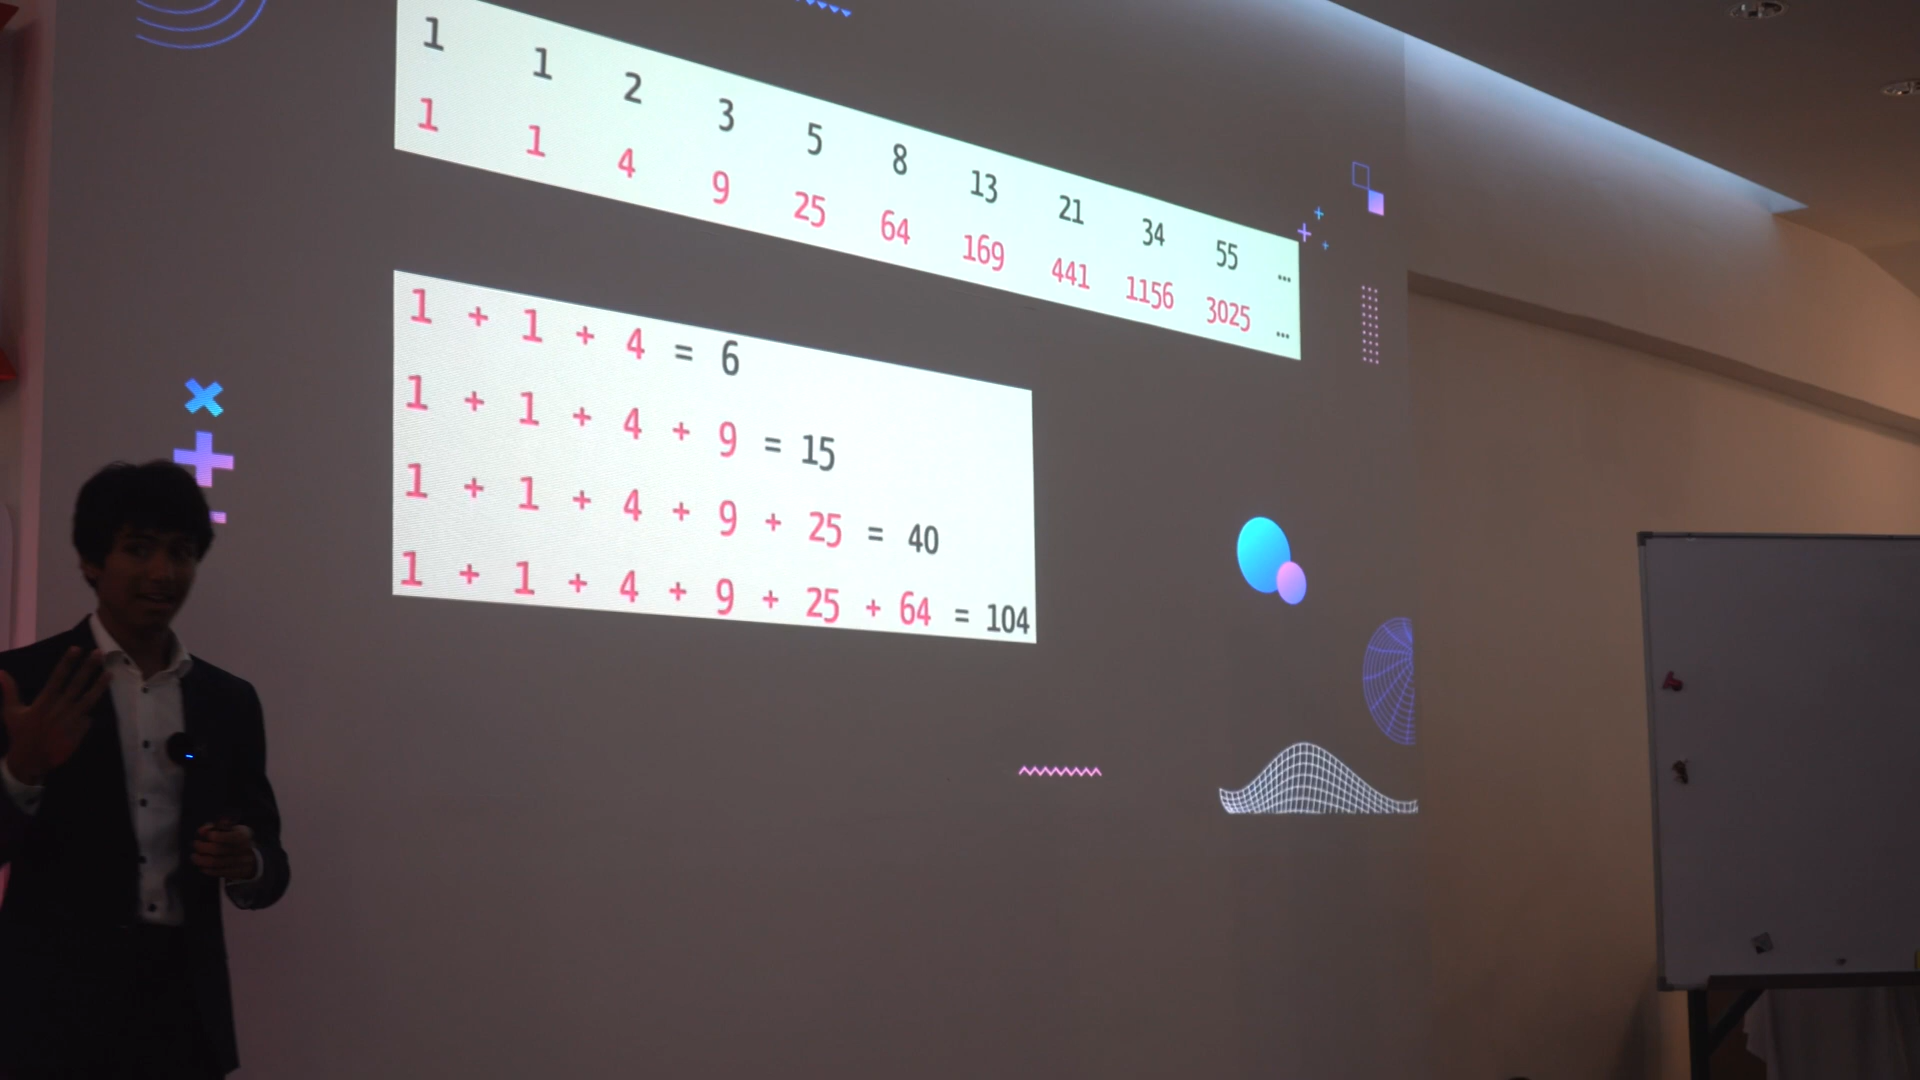 1 1 2 3 5 8 13 21 34 55 ...
1 1 4 9 25 64 169 441 1156 3025 ...
1 + 1 + 4 = 6
1 + 1 + 4 + 9 = 15
1 + 1 + 4 + 9 + 25 = 40
1 + 1 + 4 + 9 + 25 + 64 = 104